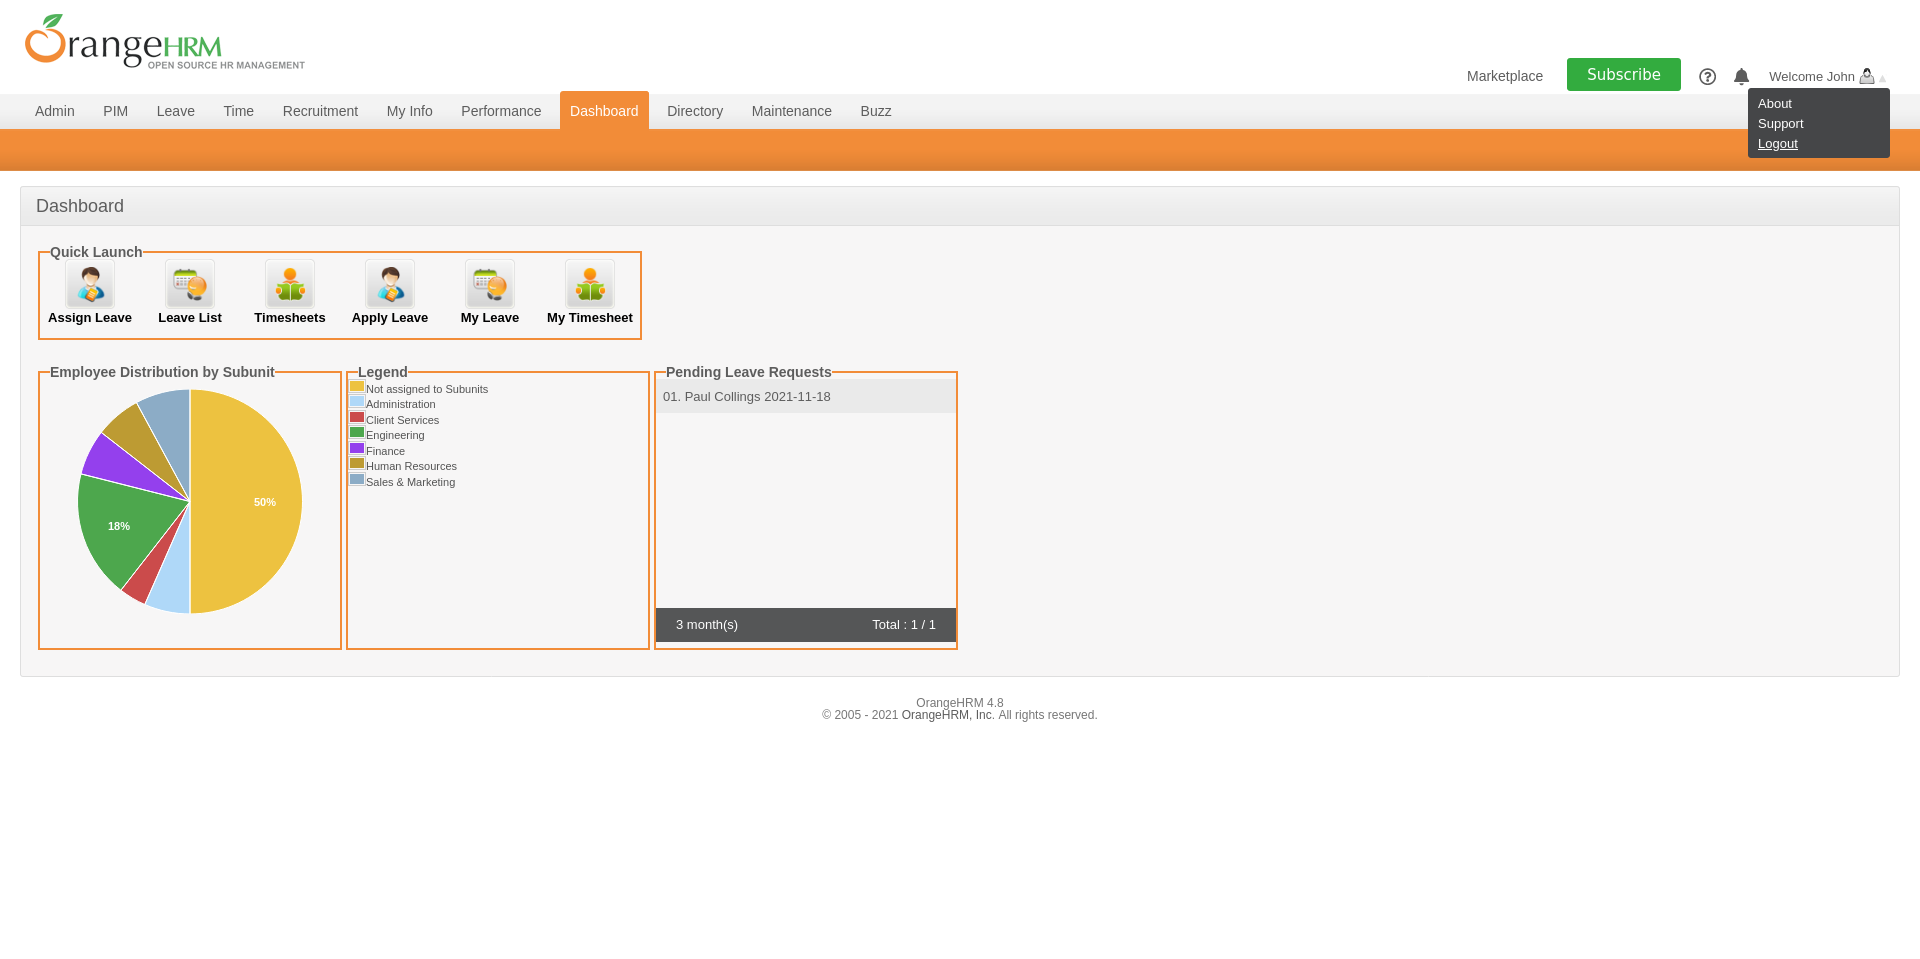 OrangeHRM
OPEN SOURCE HR MANAGEMENT
Marketplace
Subscribe
Welcome John
About
Support
Logout
Admin PIM Leave Time Recruitment My Info Performance Dashboard Directory Maintenance Buzz
Dashboard
Quick Launch
Assign Leave Leave List Timesheets Apply Leave My Leave My Timesheet
Employee Distribution by Subunit
50%
18%
Legend
Not assigned to Subunits
Administration
Client Services
Engineering
Finance
Human Resources
Sales & Marketing
Pending Leave Requests
01. Paul Collings 2021-11-18
3 month(s) Total : 1 / 1
OrangeHRM 4.8
© 2005 - 2021 OrangeHRM, Inc. All rights reserved.